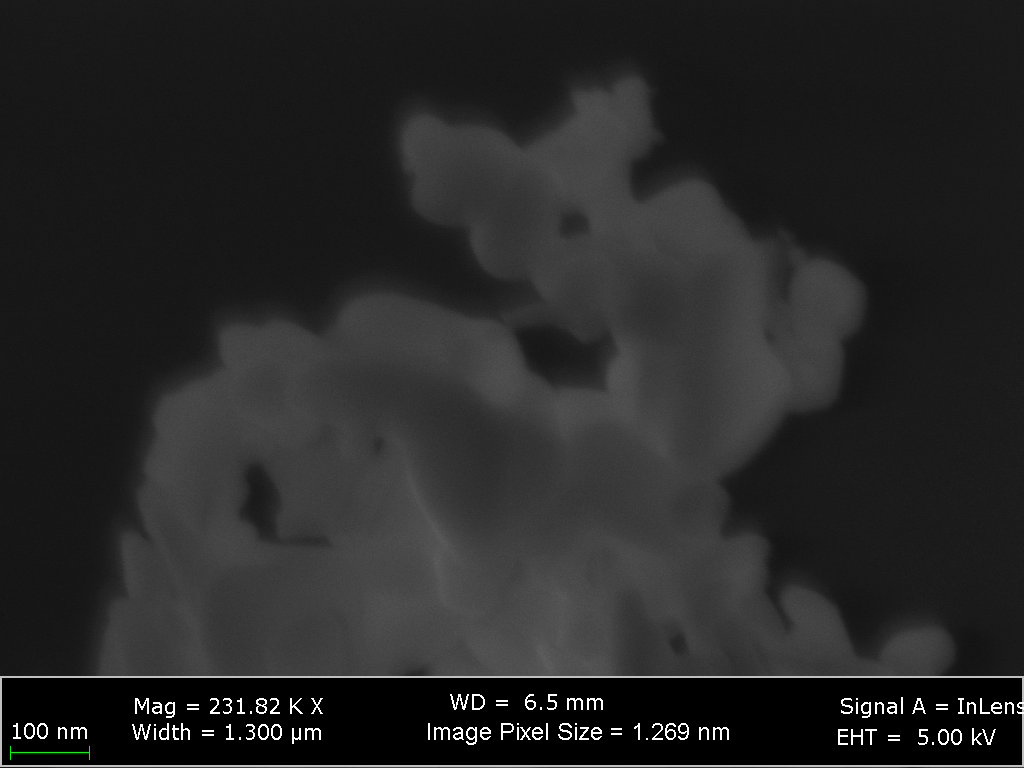 100 nm
Mag = 231.82 K X
Width = 1.300 µm
WD = 6.5 mm
Image Pixel Size = 1.269 nm
Signal A = InLens
EHT = 5.00 kV